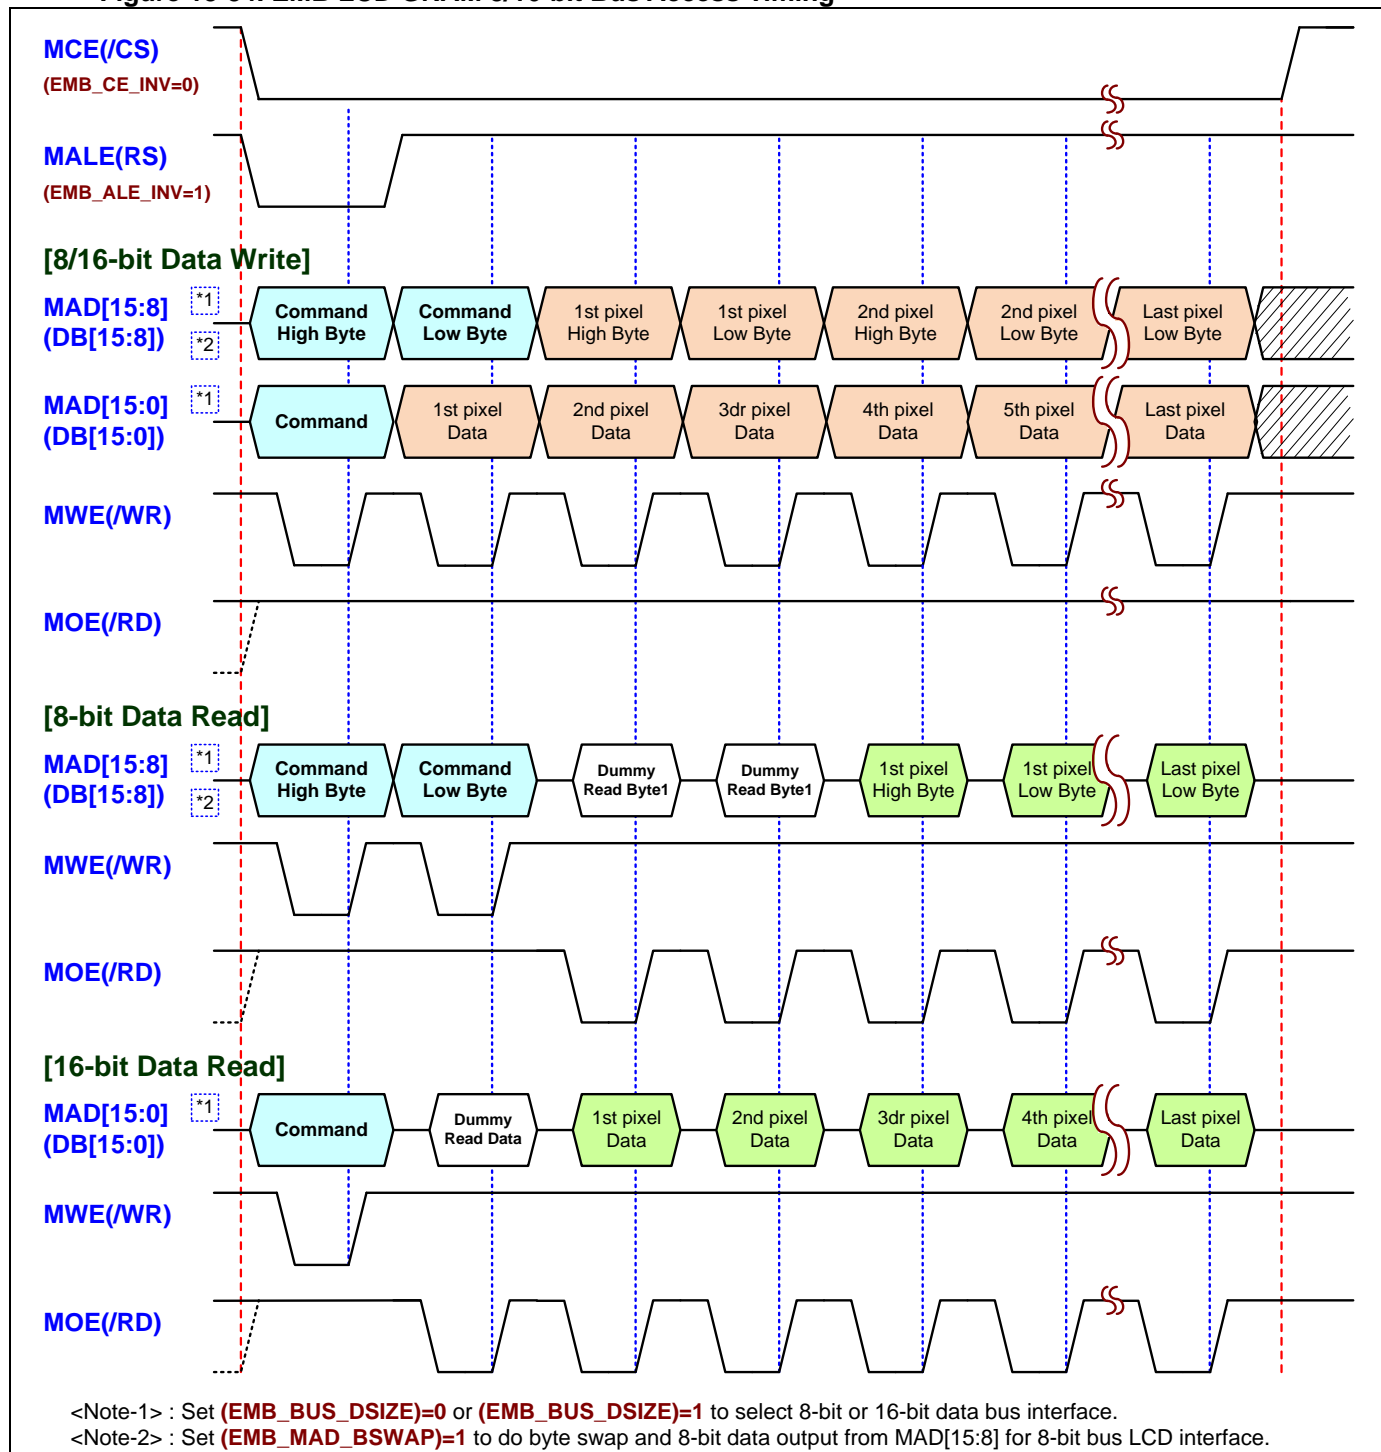 MCE(/CS)
(EMB_CE_INV=0)
MALE(RS)
(EMB_ALE_INV=1)
[8/16-bit Data Write]
MAD[15:8] *1
(DB[15:8]) *2
Command High Byte
Command Low Byte
1st pixel High Byte
1st pixel Low Byte
2nd pixel High Byte
2nd pixel Low Byte
Last pixel Low Byte
MAD[15:0] *1
(DB[15:0])
Command
1st pixel Data
2nd pixel Data
3dr pixel Data
4th pixel Data
5th pixel Data
Last pixel Data
MWE(/WR)
MOE(/RD)
[8-bit Data Read]
MAD[15:8] *1
(DB[15:8]) *2
Command High Byte
Command Low Byte
Dummy Read Byte1
Dummy Read Byte1
1st pixel High Byte
1st pixel Low Byte
Last pixel Low Byte
MWE(/WR)
MOE(/RD)
[16-bit Data Read]
MAD[15:0] *1
(DB[15:0])
Command
Dummy Read Data
1st pixel Data
2nd pixel Data
3dr pixel Data
4th pixel Data
Last pixel Data
MWE(/WR)
MOE(/RD)
<Note-1> : Set (EMB_BUS_DSIZE)=0 or (EMB_BUS_DSIZE)=1 to select 8-bit or 16-bit data bus interface.
<Note-2> : Set (EMB_MAD_BSWAP)=1 to do byte swap and 8-bit data output from MAD[15:8] for 8-bit bus LCD interface.